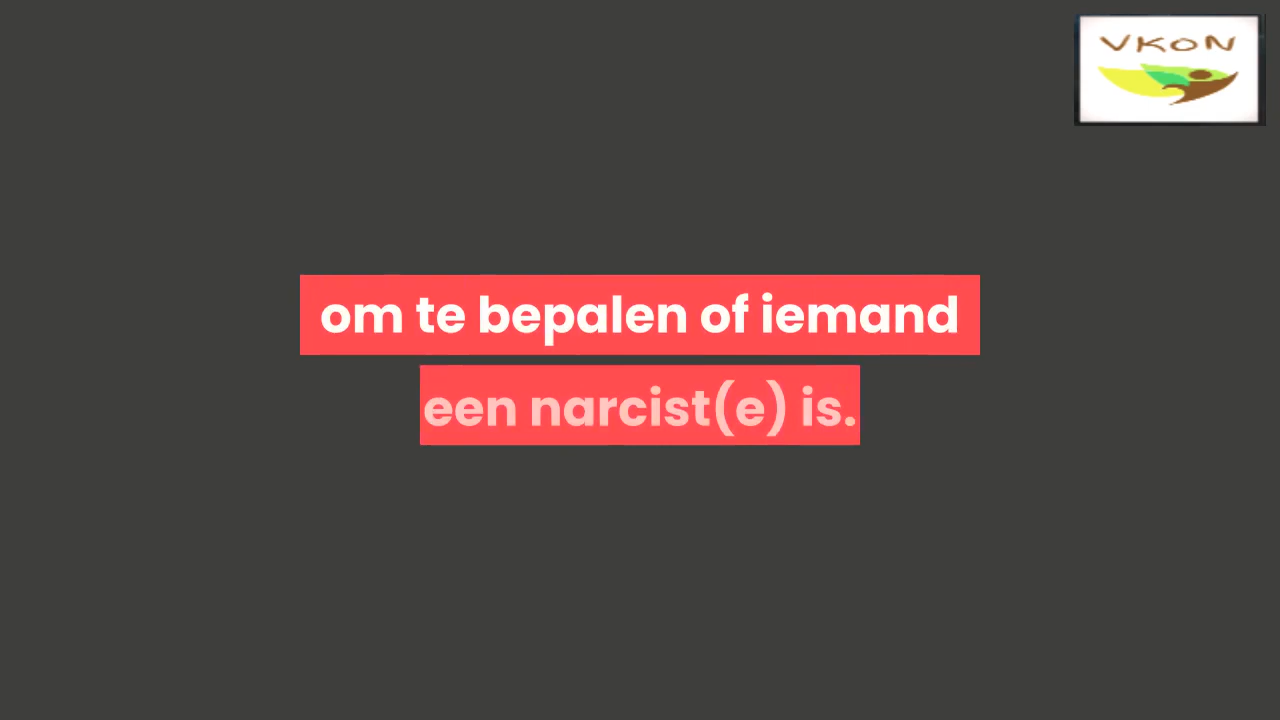 VKON
om te bepalen of iemand
een narcist(e) is.